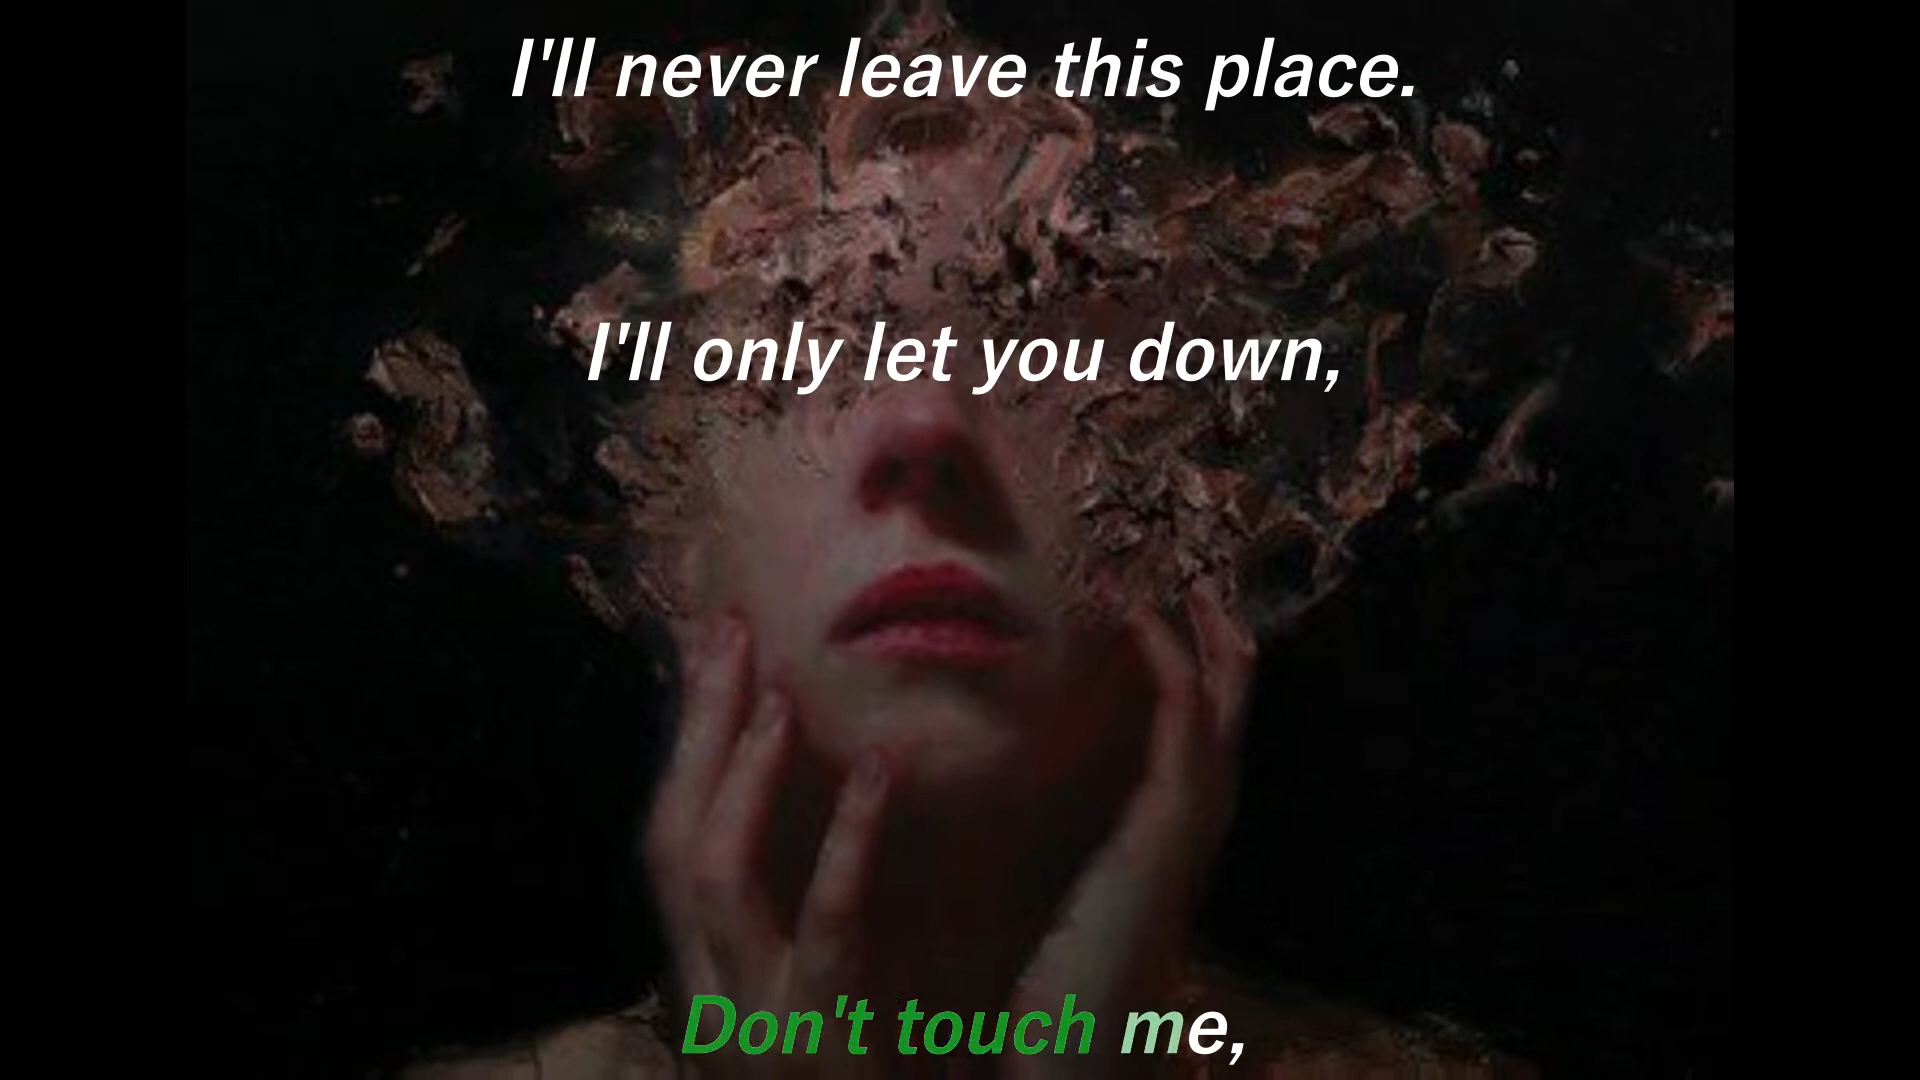 I'll never leave this place.
I'll only let you down,
Don't touch me,